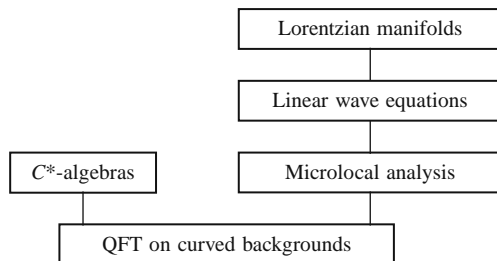 Lorentzian manifolds
Linear wave equations
C*-algebras
Microlocal analysis
QFT on curved backgrounds